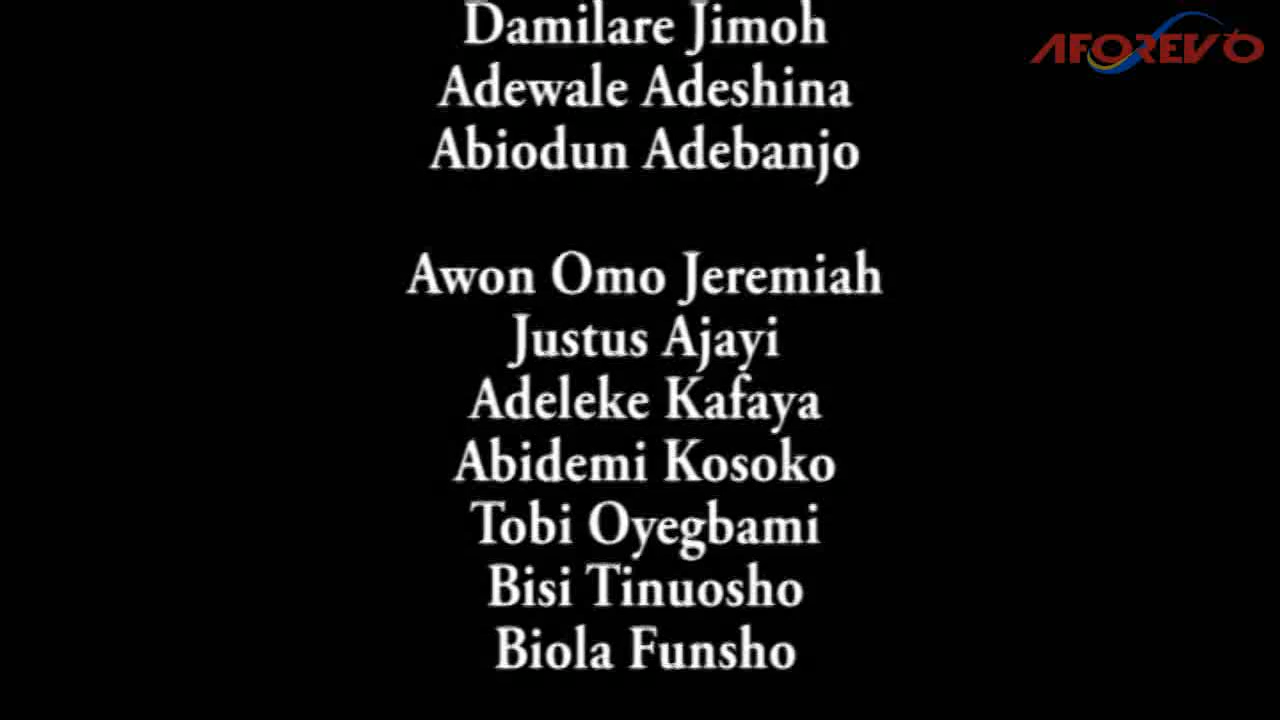 Damilare Jimoh
AFOREVO
Adewale Adeshina
Abiodun Adebanjo
Awon Omo Jeremiah
Justus Ajayi
Adeleke Kafaya
Abidemi Kosoko
Tobi Oyegbami
Bisi Tinuosho
Biola Funsho